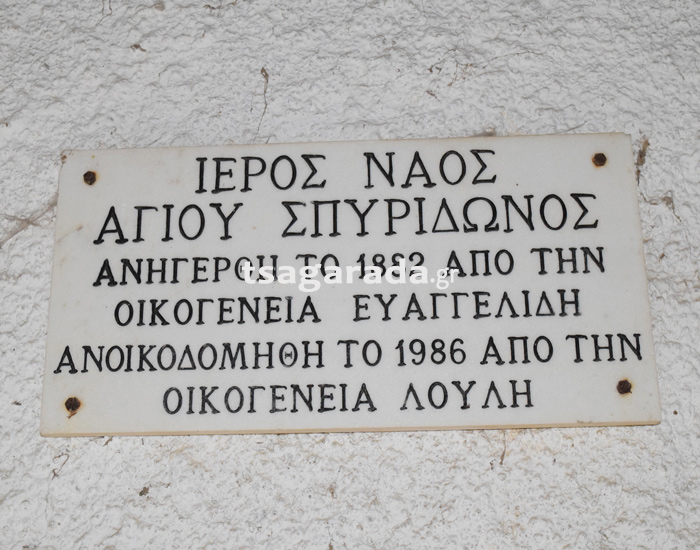 ΙΕΡΟΣ ΝΑΟΣ
ΑΓΙΟΥ ΣΠΥΡΙΔΩΝΟΣ
ΑΝΗΓΕΡΘΗ ΤΟ ΑΠΟ ΤΗΝ
tsagarada.gr
ΟΙΚΟΓΕΝΕΙΑ ΕΥΑΓΓΕΛΙΔΗ
ΑΝΟΙΚΟΔΟΜΗΘΗ ΤΟ 1986 ΑΠΟ ΤΗΝ
ΟΙΚΟΓΕΝΕΙΑ ΛΟΥΛΗ